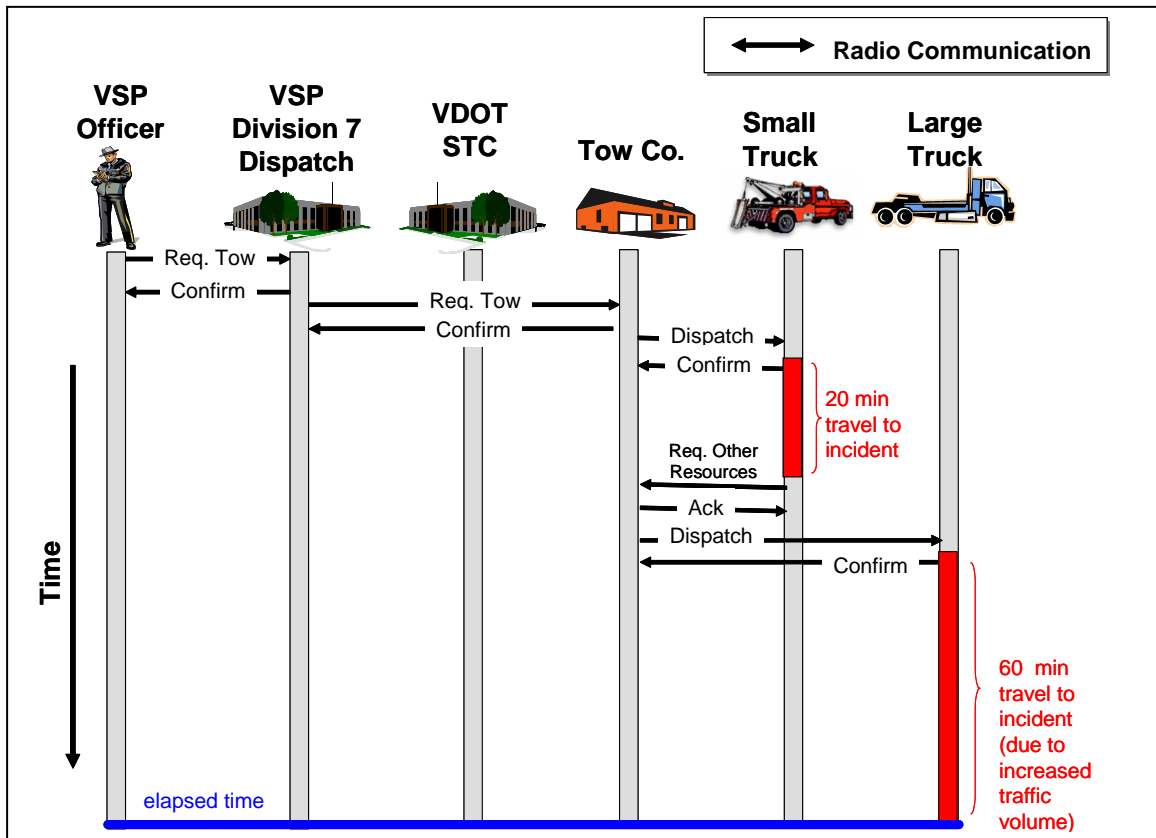 Radio Communication
VSP
Officer
VSP
Division 7
Dispatch
VDOT
STC
Tow Co.
Small
Truck
Large
Truck
Req. Tow
Confirm
Req. Tow
Confirm
Dispatch
Confirm
20 min
travel to
incident
Req. Other
Resources
Ack
Dispatch
Confirm
Time
60 min
travel to
incident
(due to
increased
traffic
volume)
elapsed time